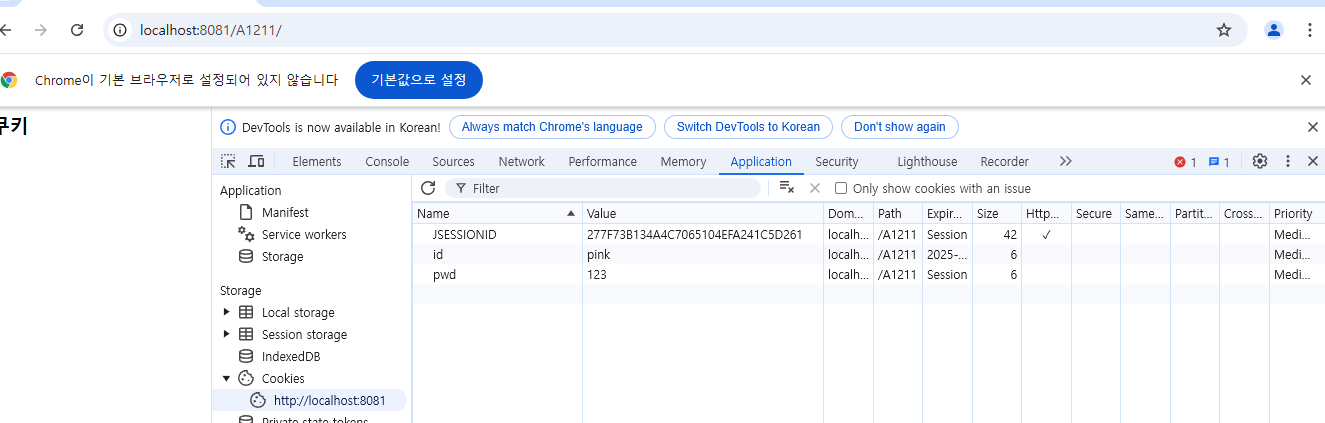 localhost:8081/A1211/
Chrome이 기본 브라우저로 설정되어 있지 않습니다 기본값으로 설정
쿠키
DevTools is now available in Korean! Always match Chrome's language Switch DevTools to Korean Don't show again
Elements Console Sources Network Performance Memory Application Security Lighthouse Recorder 1 1
Application
Manifest
Service workers
Storage
Storage
Local storage
Session storage
IndexedDB
Cookies
http://localhost:8081
Private state tokens
Filter Only show cookies with an issue
Name Value Dom... Path Expir... Size Http... Secure Same... Partit... Cross... Priority
JSESSIONID 277F73B134A4C7065104EFA241C5D261 localh... /A1211 Session 42 ✓ Medi...
id pink localh... /A1211 2025-... 6 Medi...
pwd 123 localh... /A1211 Session 6 Medi...